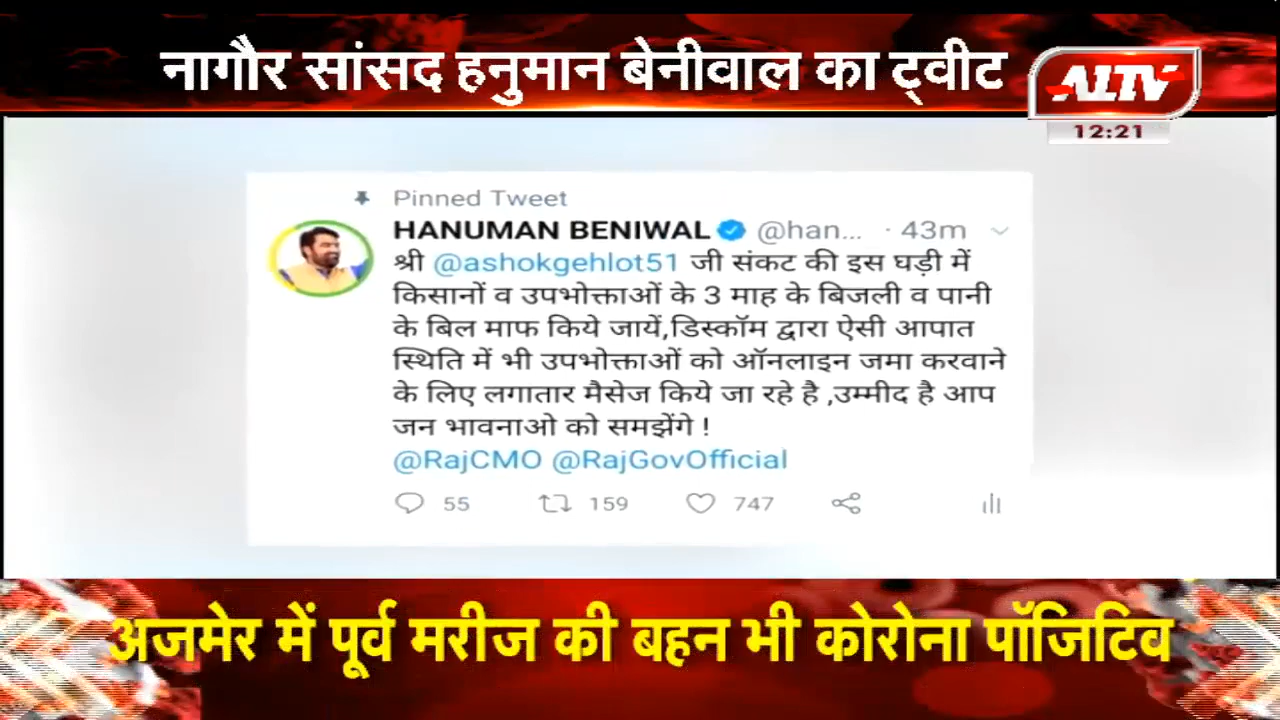 नागौर सांसद हनुमान बेनीवाल का ट्वीट
ALTV
12:21
Pinned Tweet
HANUMAN BENIWAL @han... · 43m
श्री @ashokgehlot51 जी संकट की इस घड़ी में
किसानों व उपभोक्ताओं के 3 माह के बिजली व पानी
के बिल माफ किये जायें,डिस्कॉम द्वारा ऐसी आपात
स्थिति में भी उपभोक्ताओं को ऑनलाइन जमा करवाने
के लिए लगातार मैसेज किये जा रहे है ,उम्मीद है आप
जन भावनाओ को समझेंगे !
@RajCMO @RajGovOfficial
55 159 747
अजमेर में पूर्व मरीज की बहन भी कोरोना पॉजिटिव